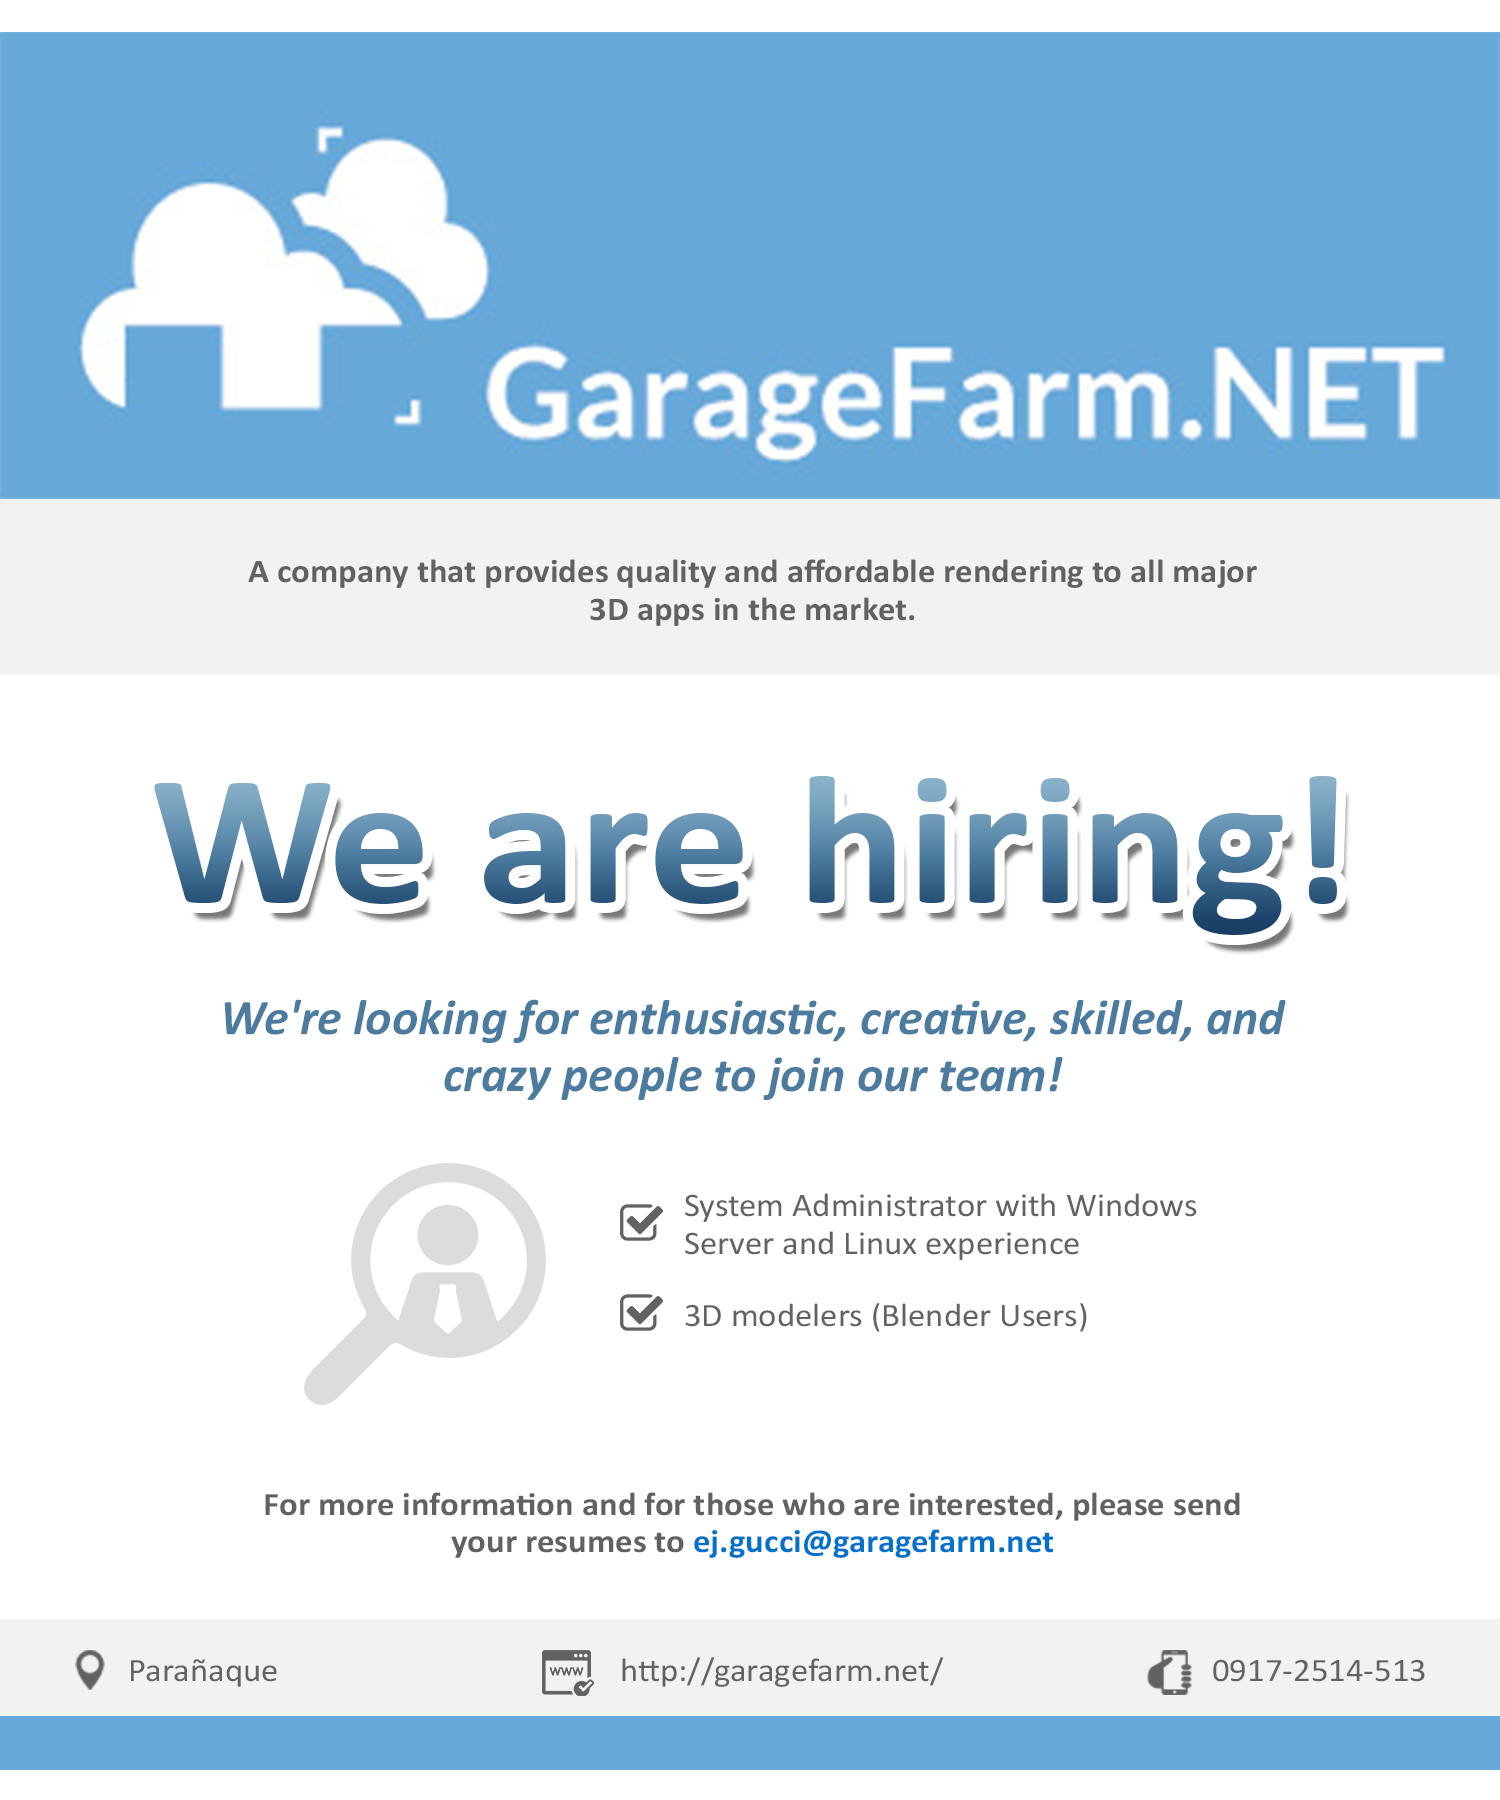 GarageFarm.NET
A company that provides quality and affordable rendering to all major
3D apps in the market.
We are hiring!
We're looking for enthusiastic, creative, skilled, and
crazy people to join our team!
System Administrator with Windows
Server and Linux experience
3D modelers (Blender Users)
For more information and for those who are interested, please send
your resumes to ej.gucci@garagefarm.net
Parañaque
www
http://garagefarm.net/
0917-2514-513